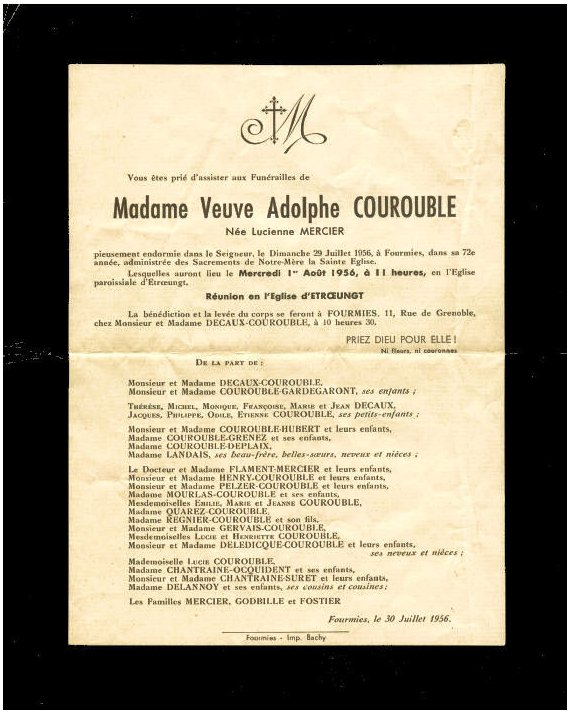 M
Vous êtes prié d'assister aux Funérailles de
Madame Veuve Adolphe COUROUBLE
Née Lucienne MERCIER
pieusement endormie dans le Seigneur, le Dimanche 29 Juillet 1956, à Fourmies, dans sa 72e
année, administrée des Sacrements de Notre-Mère la Sainte Eglise.
Lesquelles auront lieu le Mercredi 1er Août 1956, à 11 heures, en l'Eglise
paroissiale d'Etrœungt.
Réunion en l'Eglise d'ETRŒUNGT
La bénédiction et la levée du corps se feront à FOURMIES, 11, Rue de Grenoble,
chez Monsieur et Madame DECAUX-COUROUBLE, à 10 heures 30.
PRIEZ DIEU POUR ELLE !
Ni fleurs, ni couronnes
DE LA PART DE :
Monsieur et Madame DECAUX-COUROUBLE,
Monsieur et Madame COUROUBLE-GARDEGARONT, ses enfants ;
THÉRÈSE, MICHEL, MONIQUE, FRANÇOISE, MARIE et JEAN DECAUX,
JACQUES, PHILIPPE, ODILE, ETIENNE COUROUBLE, ses petits-enfants ;
Monsieur et Madame COUROUBLE-HUBERT et leurs enfants,
Madame COUROUBLE-GRENEZ et ses enfants,
Madame COUROUBLE-DEPLAIX,
Madame LANDAIS, ses beau-frère, belles-sœurs, neveux et nièces ;
Le Docteur et Madame FLAMENT-MERCIER et leurs enfants,
Monsieur et Madame HENRY-COUROUBLE et leurs enfants,
Monsieur et Madame PELZER-COUROUBLE et leurs enfants,
Madame MOURLAS-COUROUBLE et ses enfants,
Mesdemoiselles EMILIE, MARIE et JEANNE COUROUBLE,
Madame QUAREZ-COUROUBLE,
Madame REGNIER-COUROUBLE et son fils,
Monsieur et Madame GERVAIS-COUROUBLE,
Mesdemoiselles LUCIE et HENRIETTE COUROUBLE,
Monsieur et Madame DELEDICQUE-COUROUBLE et leurs enfants,
ses neveux et nièces ;
Mademoiselle LUCIE COUROUBLE,
Madame CHANTRAINE-OCQUIDENT et ses enfants,
Monsieur et Madame CHANTRAINE-SURET et leurs enfants,
Madame DELANNOY et ses enfants, ses cousins et cousines ;
Les Familles MERCIER, GODBILLE et FOSTIER
Fourmies, le 30 Juillet 1956.
Fourmies - Imp. Bachy